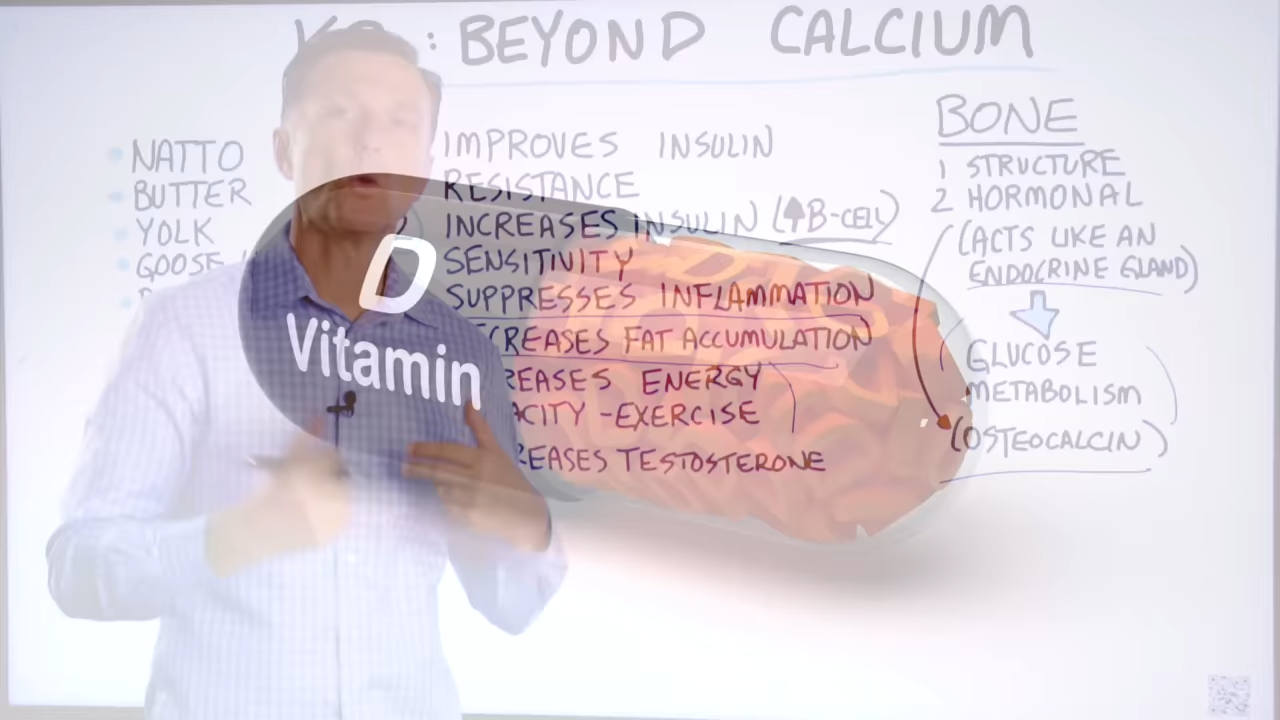 : BEYOND CALCIUM
NATTO
BUTTER
YOLK
GOOSE
IMPROVES INSULIN
RESISTANCE
INCREASES INSULIN (↑B-CELL)
SENSITIVITY
SUPPRESSES INFLAMMATION
CREASES FAT ACCUMULATION
REASES ENERGY
ACITY -EXERCISE
REASES TESTOSTERONE
BONE
1 STRUCTURE
2 HORMONAL
(ACTS LIKE AN
ENDOCRINE GLAND)
GLUCOSE
METABOLISM
(OSTEOCALCIN)
D
Vitamin